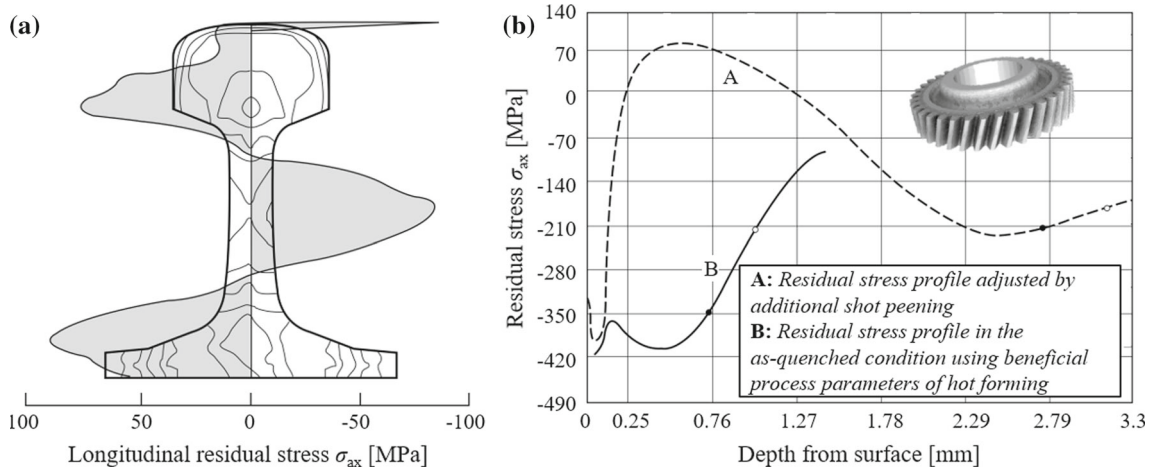 (a)
100
50
0
-50
-100
Longitudinal residual stress σax [MPa]
(b)
Residual stress σax [MPa]
70
140
0
-70
-140
-210
-280
-350
-420
-490
A
B
A: Residual stress profile adjusted by
additional shot peening
B: Residual stress profile in the
as-quenched condition using beneficial
process parameters of hot forming
0
0.25
0.76
1.27
1.79
2.29
2.79
3.3
Depth from surface [mm]